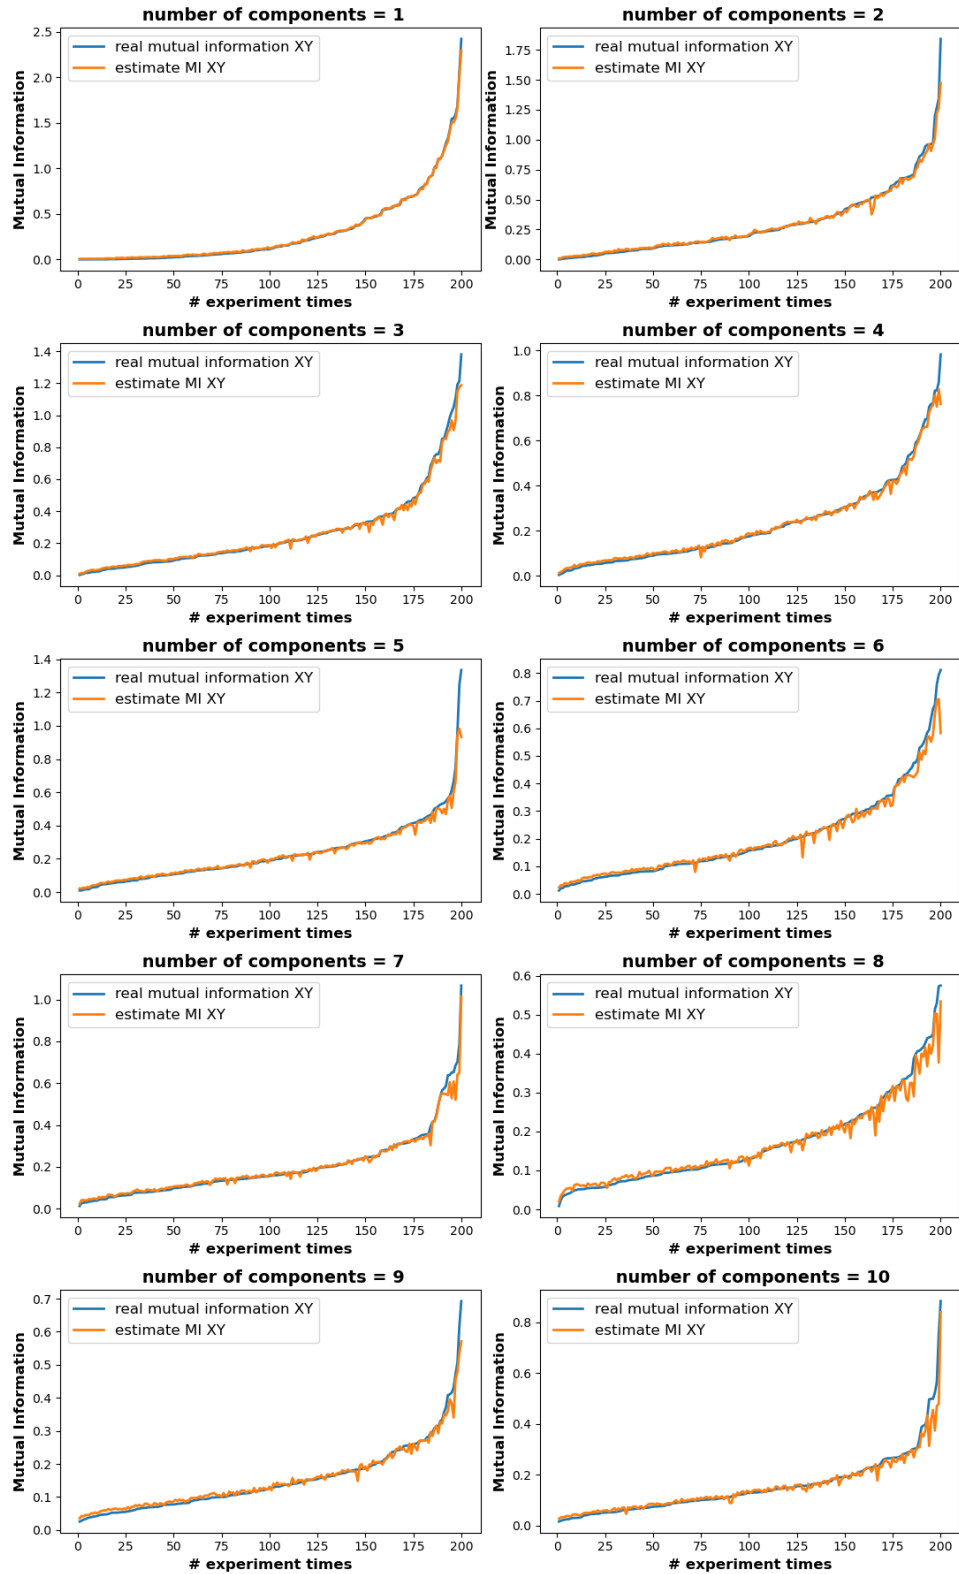 number of components = 1
2.5
2.0
1.5
1.0
0.5
0.0
Mutual Information
real mutual information XY
estimate MI XY
0 25 50 75 100 125 150 175 200
# experiment times
number of components = 2
1.75
1.50
1.25
1.00
0.75
0.50
0.25
0.00
Mutual Information
real mutual information XY
estimate MI XY
0 25 50 75 100 125 150 175 200
# experiment times
number of components = 3
1.4
1.2
1.0
0.8
0.6
0.4
0.2
0.0
Mutual Information
real mutual information XY
estimate MI XY
0 25 50 75 100 125 150 175 200
# experiment times
number of components = 4
1.0
0.8
0.6
0.4
0.2
0.0
Mutual Information
real mutual information XY
estimate MI XY
0 25 50 75 100 125 150 175 200
# experiment times
number of components = 5
1.4
1.2
1.0
0.8
0.6
0.4
0.2
0.0
Mutual Information
real mutual information XY
estimate MI XY
0 25 50 75 100 125 150 175 200
# experiment times
number of components = 6
0.8
0.7
0.6
0.5
0.4
0.3
0.2
0.1
0.0
Mutual Information
real mutual information XY
estimate MI XY
0 25 50 75 100 125 150 175 200
# experiment times
number of components = 7
1.0
0.8
0.6
0.4
0.2
0.0
Mutual Information
real mutual information XY
estimate MI XY
0 25 50 75 100 125 150 175 200
# experiment times
number of components = 8
0.6
0.5
0.4
0.3
0.2
0.1
0.0
Mutual Information
real mutual information XY
estimate MI XY
0 25 50 75 100 125 150 175 200
# experiment times
number of components = 9
0.7
0.6
0.5
0.4
0.3
0.2
0.1
0.0
Mutual Information
real mutual information XY
estimate MI XY
0 25 50 75 100 125 150 175 200
# experiment times
number of components = 10
0.8
0.6
0.4
0.2
0.0
Mutual Information
real mutual information XY
estimate MI XY
0 25 50 75 100 125 150 175 200
# experiment times